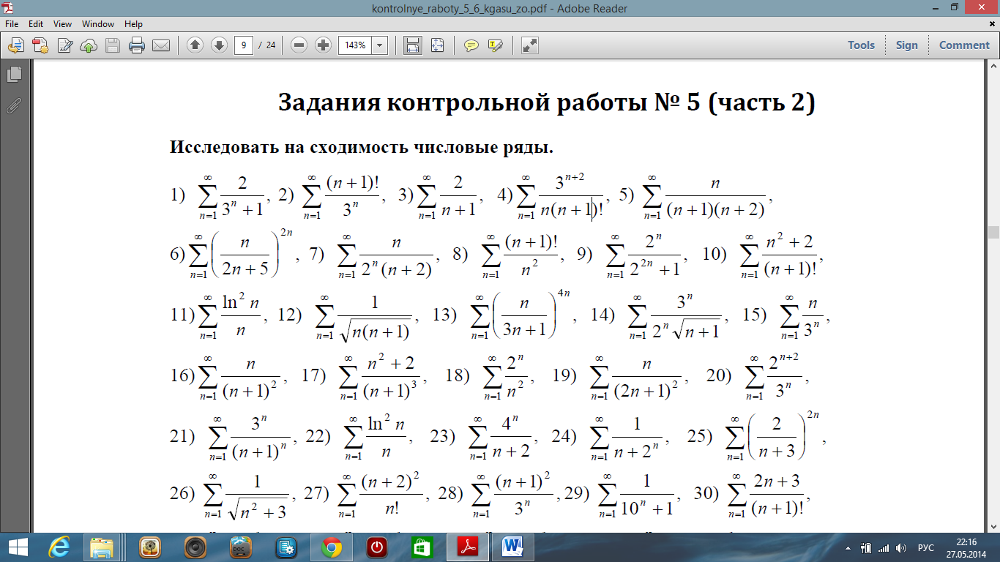 kontrolnye_raboty_5_6_kgasu_zo.pdf - Adobe Reader
File Edit View Window Help
9 / 24 143% Tools Sign Comment
Задания контрольной работы № 5 (часть 2)
Исследовать на сходимость числовые ряды.
1) \sum_{n=1}^{\infty} \frac{2}{3^n+1}, 2) \sum_{n=1}^{\infty} \frac{(n+1)!}{3^n}, 3) \sum_{n=1}^{\infty} \frac{2}{n+1}, 4) \sum_{n=1}^{\infty} \frac{3^{n+2}}{n(n+1)!}, 5) \sum_{n=1}^{\infty} \frac{n}{(n+1)(n+2)},
6) \sum_{n=1}^{\infty} \left(\frac{n}{2n+5}\right)^{2n}, 7) \sum_{n=1}^{\infty} \frac{n}{2^n(n+2)}, 8) \sum_{n=1}^{\infty} \frac{(n+1)!}{n^2}, 9) \sum_{n=1}^{\infty} \frac{2^n}{2^{2n}+1}, 10) \sum_{n=1}^{\infty} \frac{n^2+2}{(n+1)!},
11) \sum_{n=1}^{\infty} \frac{\ln^2 n}{n}, 12) \sum_{n=1}^{\infty} \frac{1}{\sqrt{n(n+1)}}, 13) \sum_{n=1}^{\infty} \left(\frac{n}{3n+1}\right)^{4n}, 14) \sum_{n=1}^{\infty} \frac{3^n}{2^n\sqrt{n+1}}, 15) \sum_{n=1}^{\infty} \frac{n}{3^n},
16) \sum_{n=1}^{\infty} \frac{n}{(n+1)^2}, 17) \sum_{n=1}^{\infty} \frac{n^2+2}{(n+1)^3}, 18) \sum_{n=1}^{\infty} \frac{2^n}{n^2}, 19) \sum_{n=1}^{\infty} \frac{n}{(2n+1)^2}, 20) \sum_{n=1}^{\infty} \frac{2^{n+2}}{3^n},
21) \sum_{n=1}^{\infty} \frac{3^n}{(n+1)^n}, 22) \sum_{n=1}^{\infty} \frac{\ln^2 n}{n}, 23) \sum_{n=1}^{\infty} \frac{4^n}{n+2}, 24) \sum_{n=1}^{\infty} \frac{1}{n+2^n}, 25) \sum_{n=1}^{\infty} \left(\frac{2}{n+3}\right)^{2n},
26) \sum_{n=1}^{\infty} \frac{1}{\sqrt{n^2+3}}, 27) \sum_{n=1}^{\infty} \frac{(n+2)^2}{n!}, 28) \sum_{n=1}^{\infty} \frac{(n+1)^2}{3^n}, 29) \sum_{n=1}^{\infty} \frac{1}{10^n+1}, 30) \sum_{n=1}^{\infty} \frac{2n+3}{(n+1)!},
DOC РУС 22:16
27.05.2014